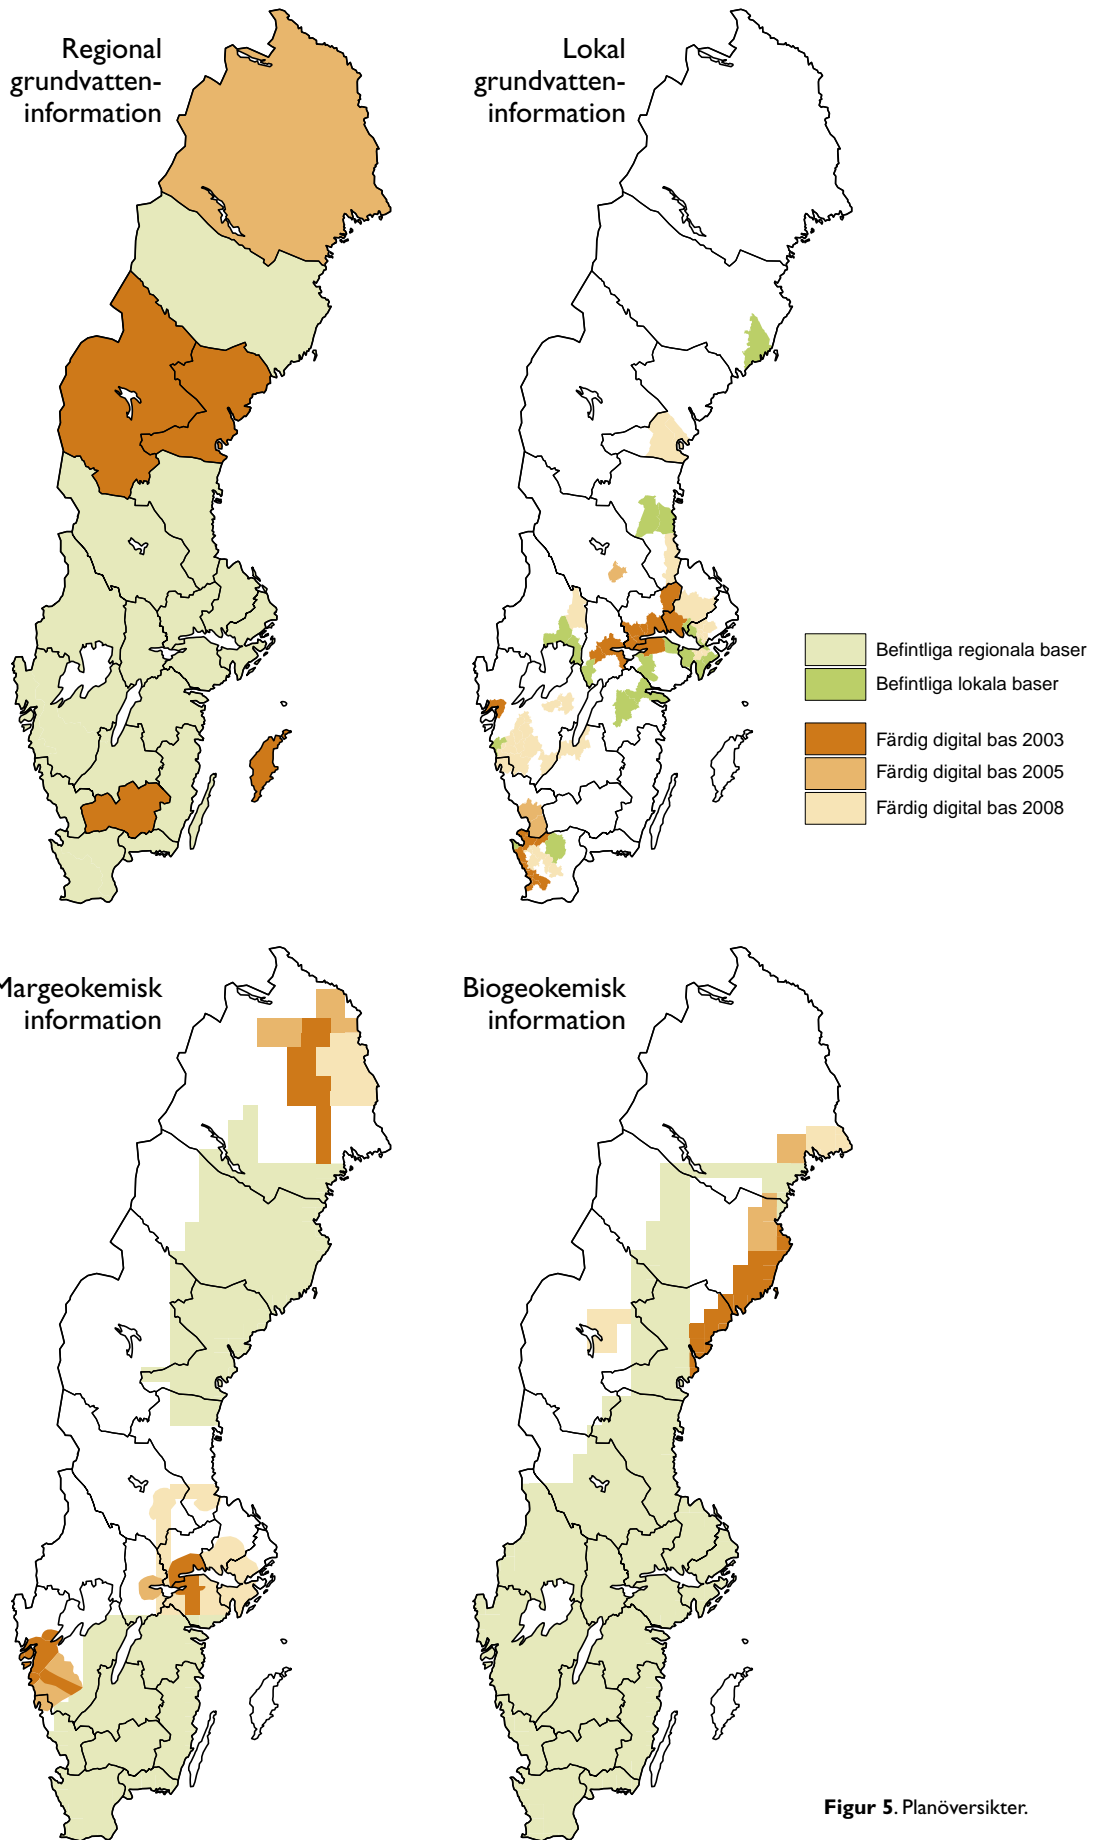 Regional
grundvatten-
information
Lokal
grundvatten-
information
Befintliga regionala baser
Befintliga lokala baser
Färdig digital bas 2003
Färdig digital bas 2005
Färdig digital bas 2008
Margeokemisk
information
Biogeokemisk
information
Figur 5. Planöversikter.